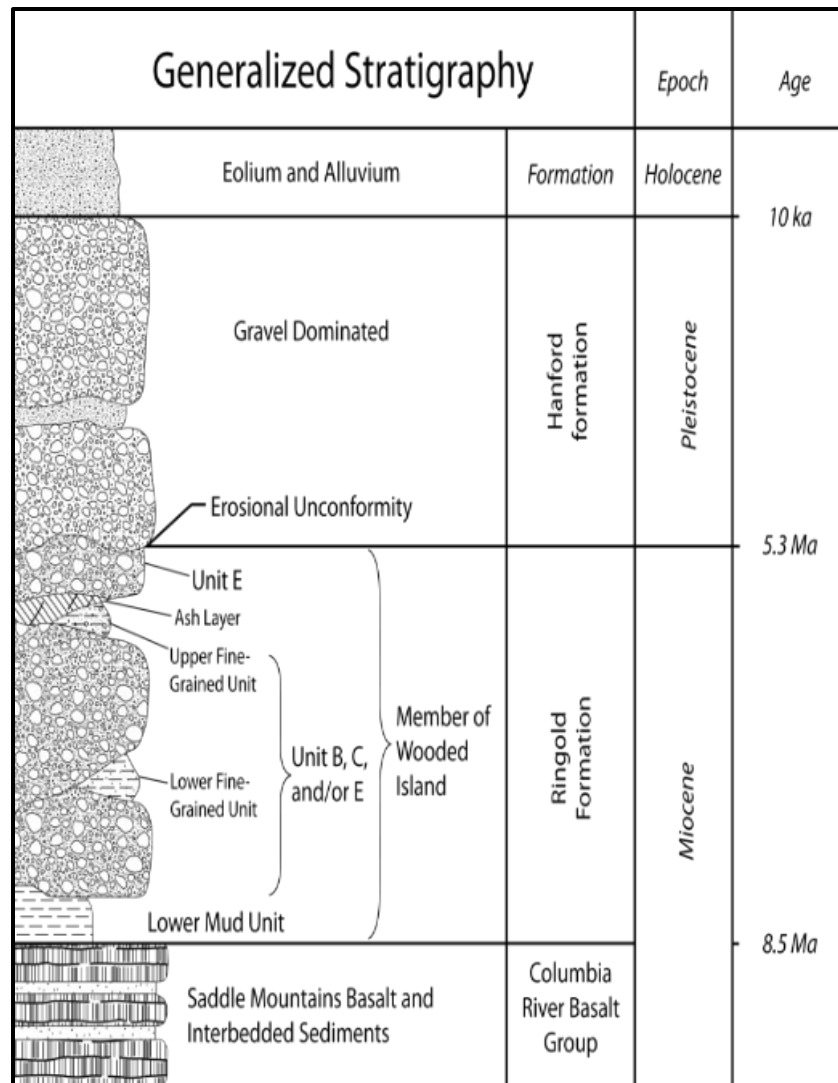 Generalized Stratigraphy
Epoch
Age
Eolium and Alluvium
Formation
Holocene
10 ka
Gravel Dominated
Hanford
formation
Pleistocene
Erosional Unconformity
5.3 Ma
Unit E
Ash Layer
Upper Fine-
Grained Unit
Lower Fine-
Grained Unit
Unit B, C,
and/or E
Member of
Wooded
Island
Ringold
Formation
Miocene
Lower Mud Unit
8.5 Ma
Saddle Mountains Basalt and
Interbedded Sediments
Columbia
River Basalt
Group